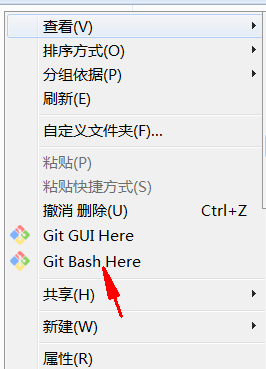 查看(V)
排序方式(O)
分组依据(P)
刷新(E)
自定义文件夹(F)...
粘贴(P)
粘贴快捷方式(S)
撤消 删除(U) Ctrl+Z
Git GUI Here
Git Bash Here
共享(H)
新建(W)
属性(R)